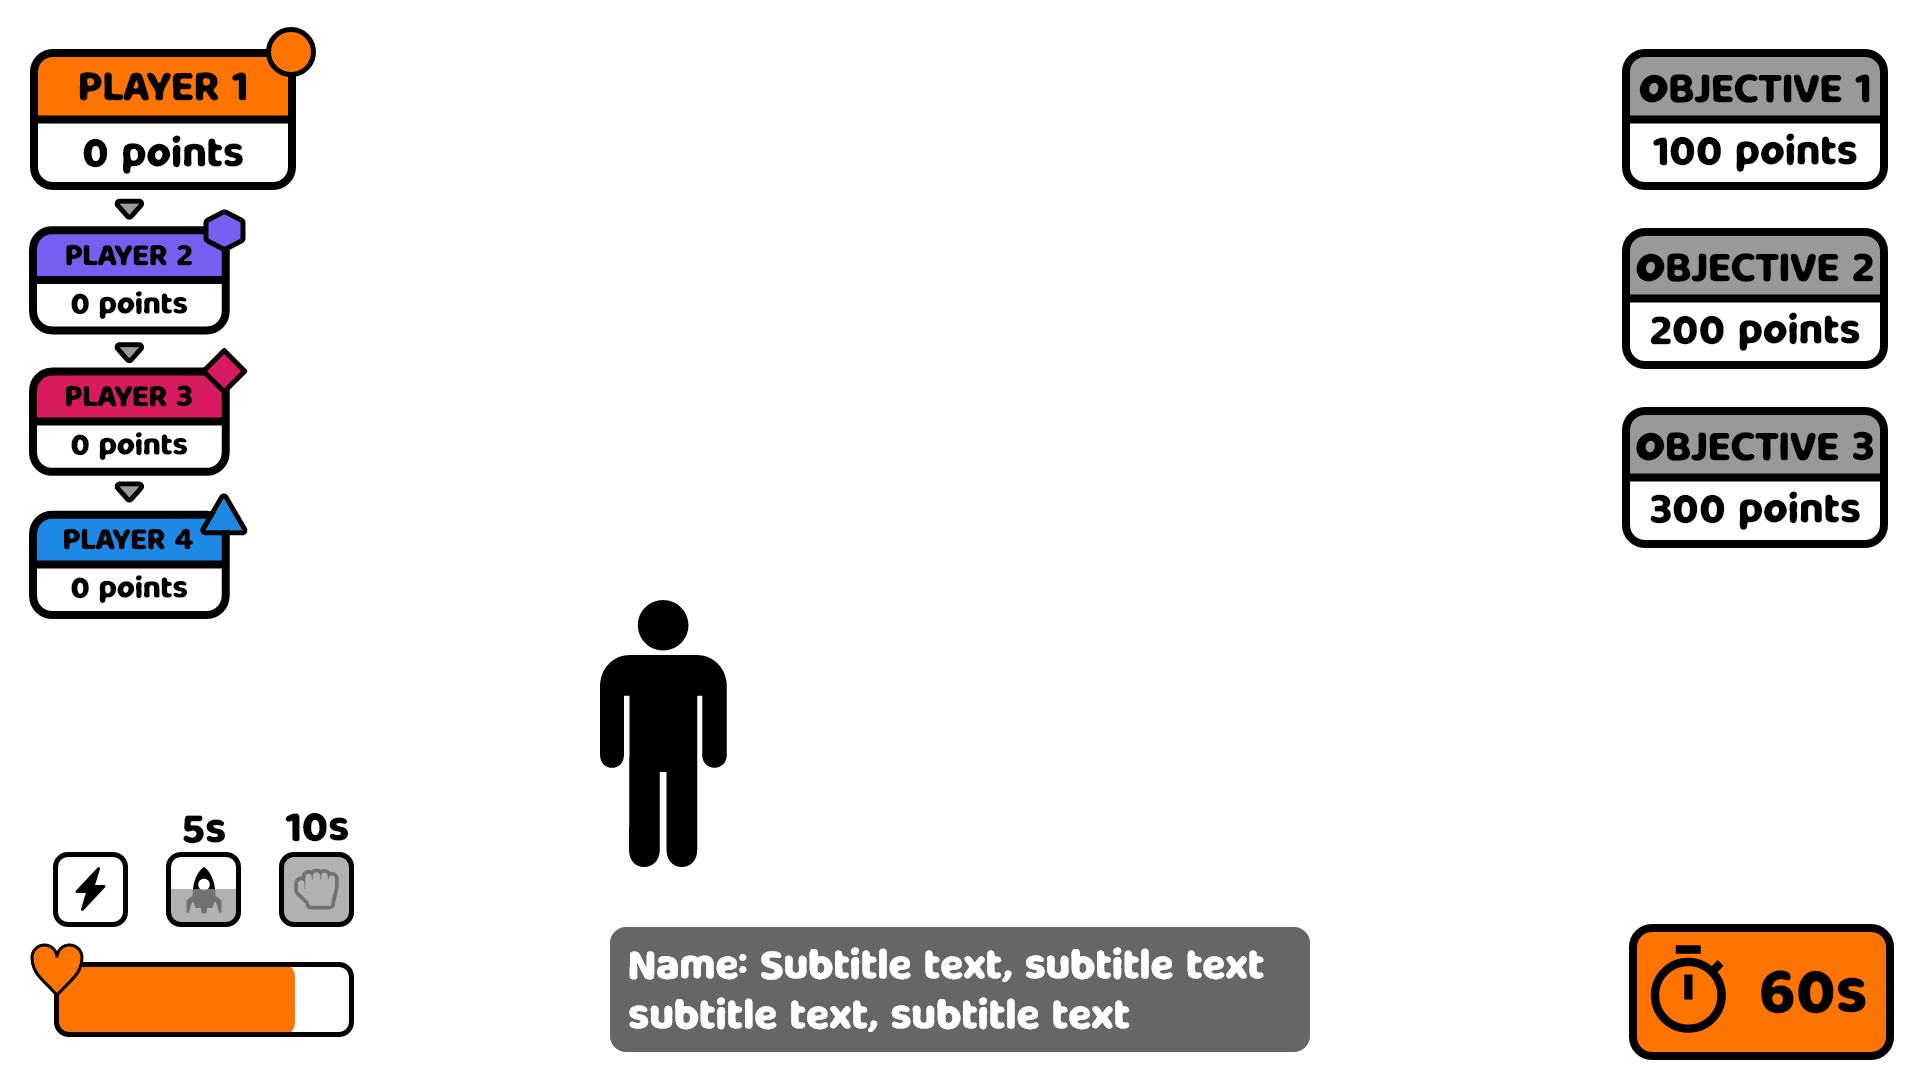 PLAYER 1
0 points
PLAYER 2
0 points
PLAYER 3
0 points
PLAYER 4
0 points
OBJECTIVE 1
100 points
OBJECTIVE 2
200 points
OBJECTIVE 3
300 points
5s
10s
Name: Subtitle text, subtitle text
subtitle text, subtitle text
60s